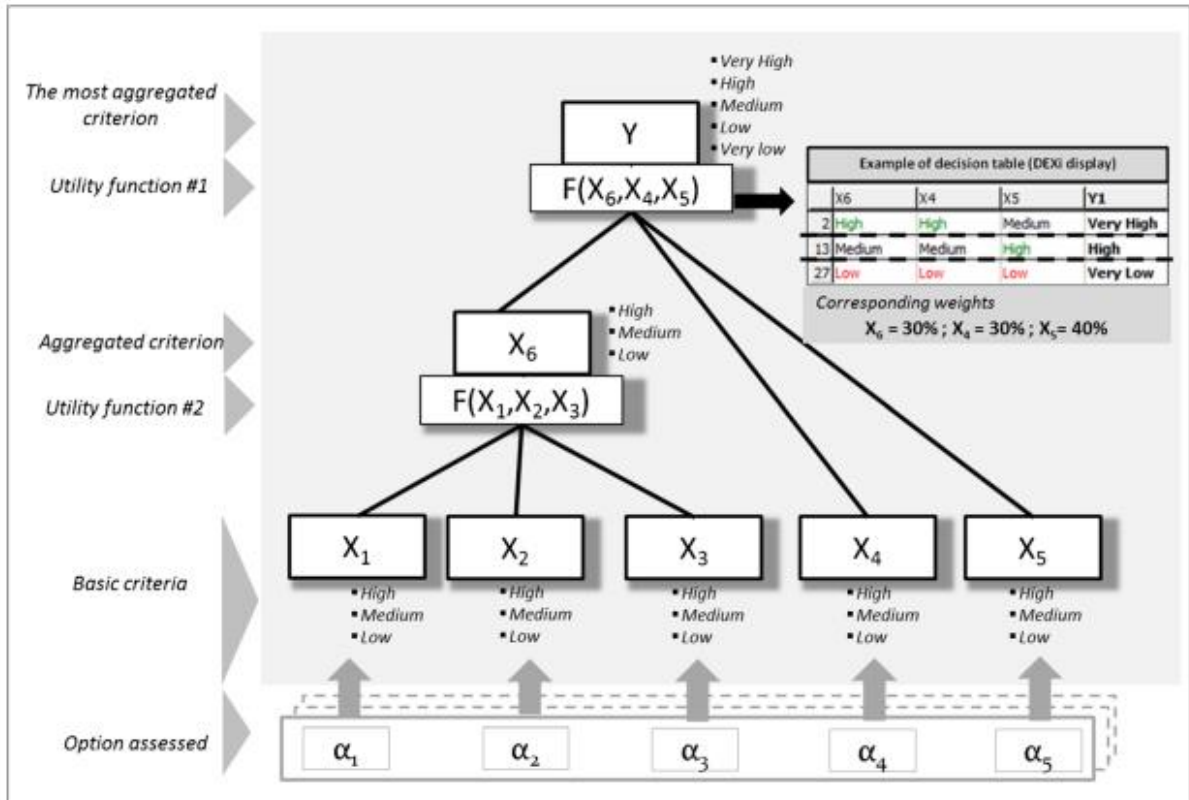 The most aggregated
criterion
Utility function #1
Aggregated criterion
Utility function #2
Basic criteria
Option assessed
▪ Very High
▪ High
▪ Medium
▪ Low
▪ Very low
Y
F(X₆,X₄,X₅)
Example of decision table (DEXi display)
X6 X4 X5 Y1
2 High High Medium Very High
13 Medium Medium High High
27 Low Low Low Very Low
Corresponding weights
X₆ = 30% ; X₄ = 30% ; X₅= 40%
X₆
▪ High
▪ Medium
▪ Low
F(X₁,X₂,X₃)
X₁ X₂ X₃ X₄ X₅
▪ High ▪ High ▪ High ▪ High ▪ High
▪ Medium ▪ Medium ▪ Medium ▪ Medium ▪ Medium
▪ Low ▪ Low ▪ Low ▪ Low ▪ Low
α₁ α₂ α₃ α₄ α₅